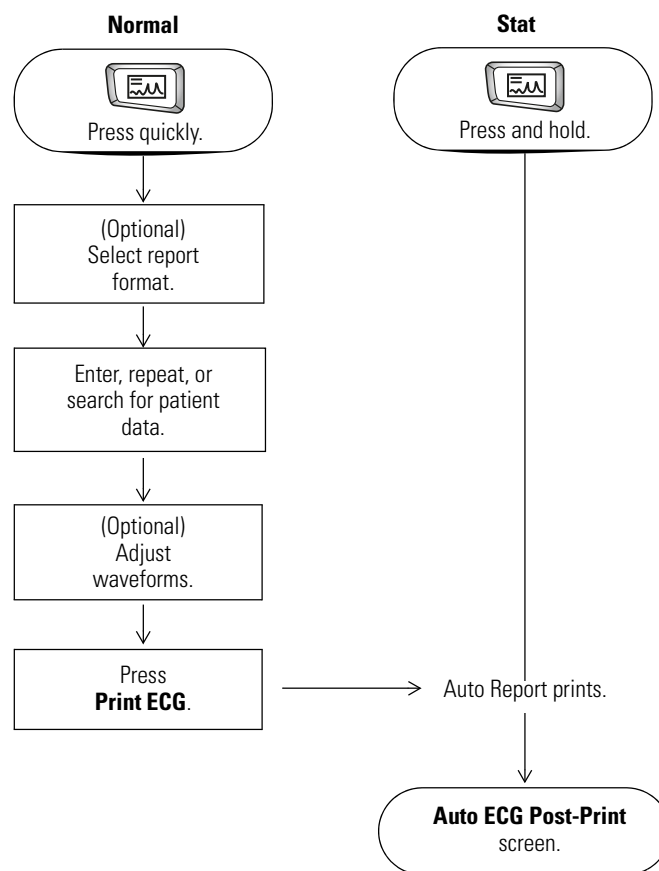 Normal
Stat
Press quickly.
Press and hold.
(Optional)
Select report
format.
Enter, repeat, or
search for patient
data.
(Optional)
Adjust
waveforms.
Press
Print ECG.
Auto Report prints.
Auto ECG Post-Print
screen.